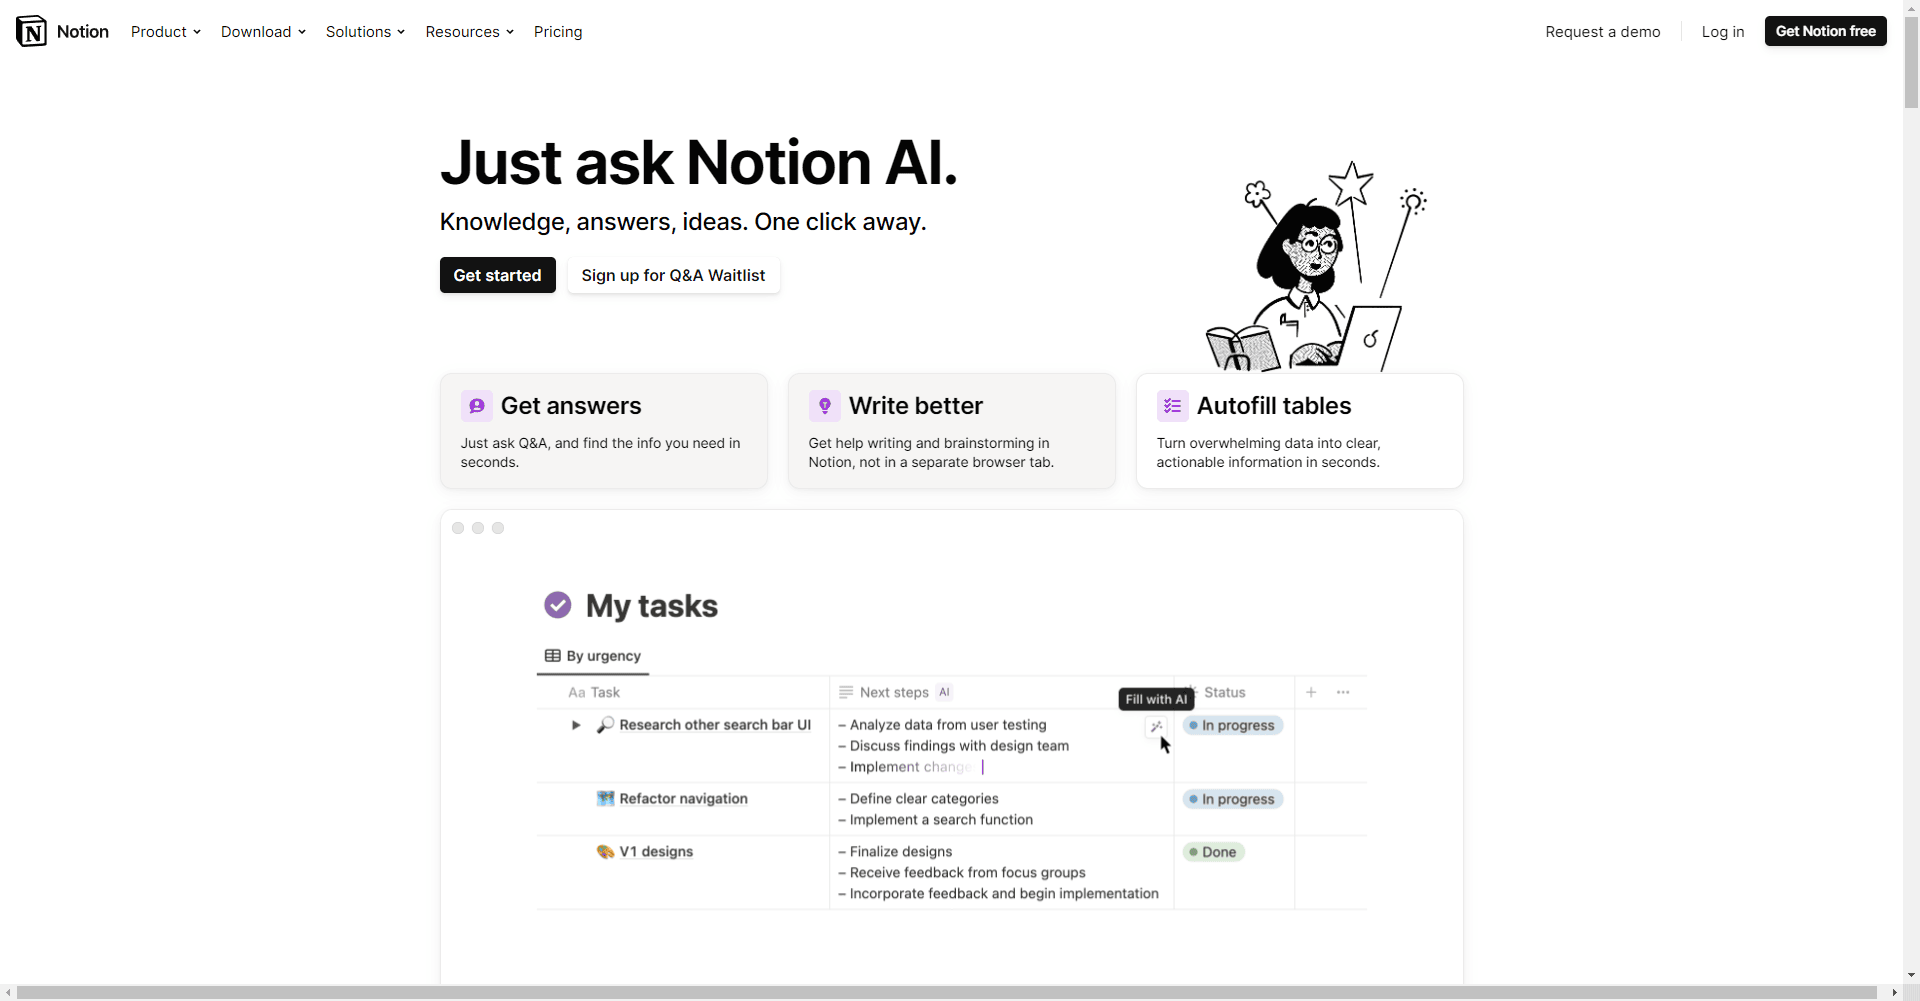 Notion Product Download Solutions Resources Pricing Request a demo Log in Get Notion free
Just ask Notion AI.
Knowledge, answers, ideas. One click away.
Get started Sign up for Q&A Waitlist
Get answers
Just ask Q&A, and find the info you need in
seconds.
Write better
Get help writing and brainstorming in
Notion, not in a separate browser tab.
Autofill tables
Turn overwhelming data into clear,
actionable information in seconds.
My tasks
By urgency
Aa Task Next steps AI Status
Fill with AI
Research other search bar UI
– Analyze data from user testing
– Discuss findings with design team
– Implement change
In progress
Refactor navigation
– Define clear categories
– Implement a search function
In progress
V1 designs
– Finalize designs
– Receive feedback from focus groups
– Incorporate feedback and begin implementation
Done